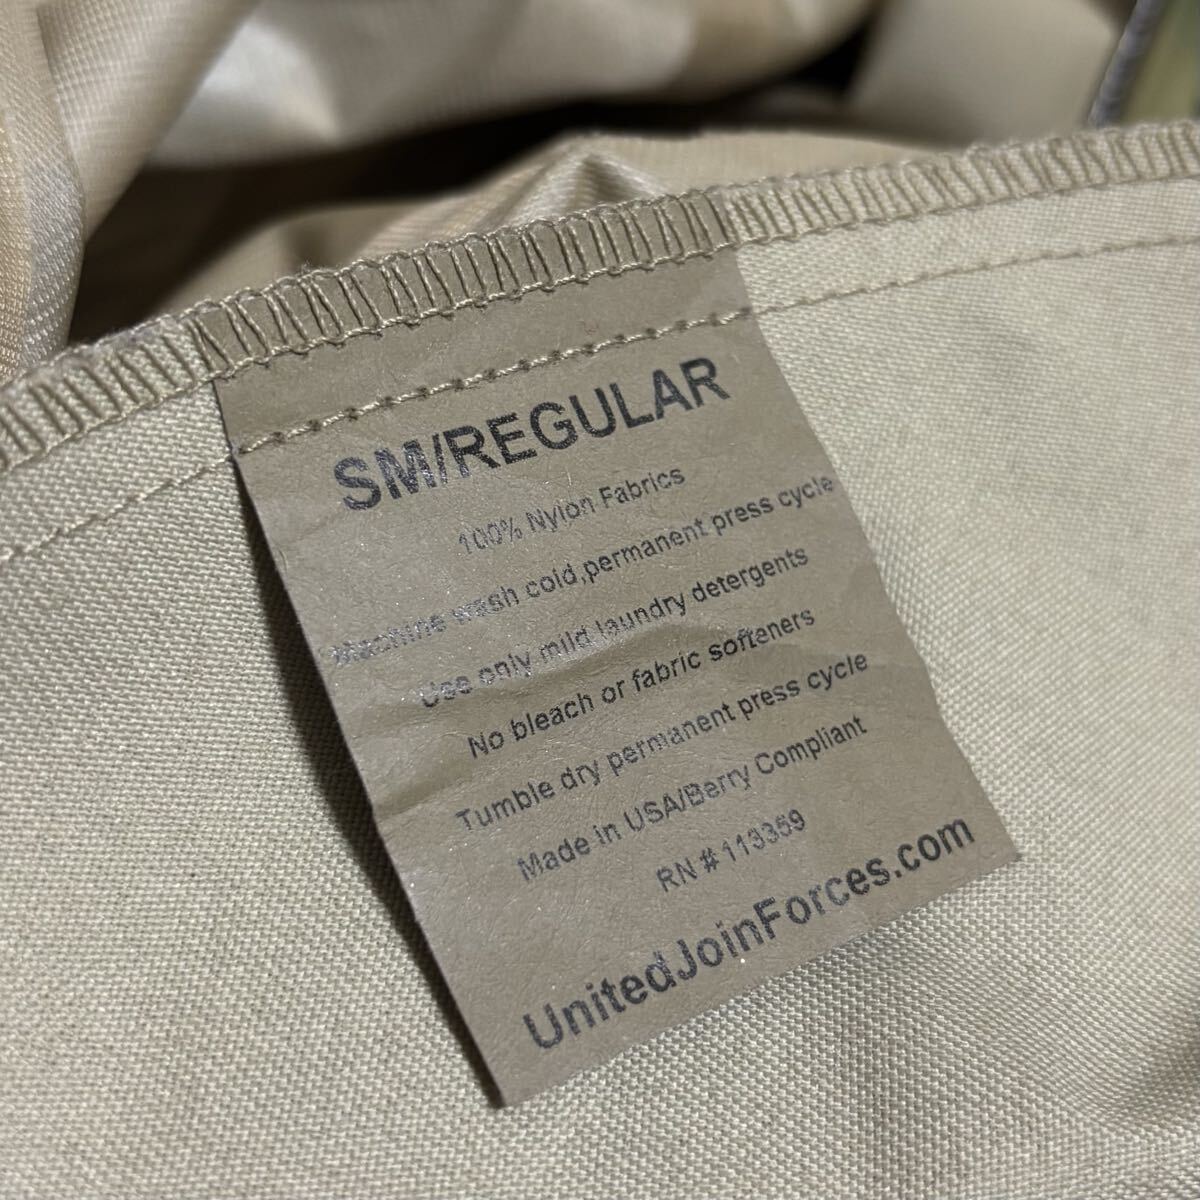 SM/REGULAR
100% Nylon Fabrics
Machine wash cold,permanent press cycle
Use only mild laundry detergents
No bleach or fabric softeners
Tumble dry permanent press cycle
Made in USA/Berry Compliant
RN # 113359
UnitedJoinForces.com